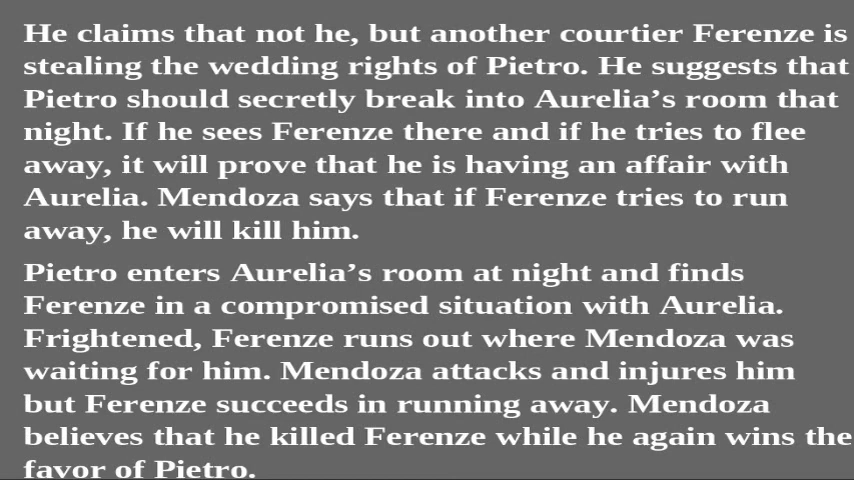 He claims that not he, but another courtier Ferenze is
stealing the wedding rights of Pietro. He suggests that
Pietro should secretly break into Aurelia’s room that
night. If he sees Ferenze there and if he tries to flee
away, it will prove that he is having an affair with
Aurelia. Mendoza says that if Ferenze tries to run
away, he will kill him.
Pietro enters Aurelia’s room at night and finds
Ferenze in a compromised situation with Aurelia.
Frightened, Ferenze runs out where Mendoza was
waiting for him. Mendoza attacks and injures him
but Ferenze succeeds in running away. Mendoza
believes that he killed Ferenze while he again wins the
favor of Pietro.